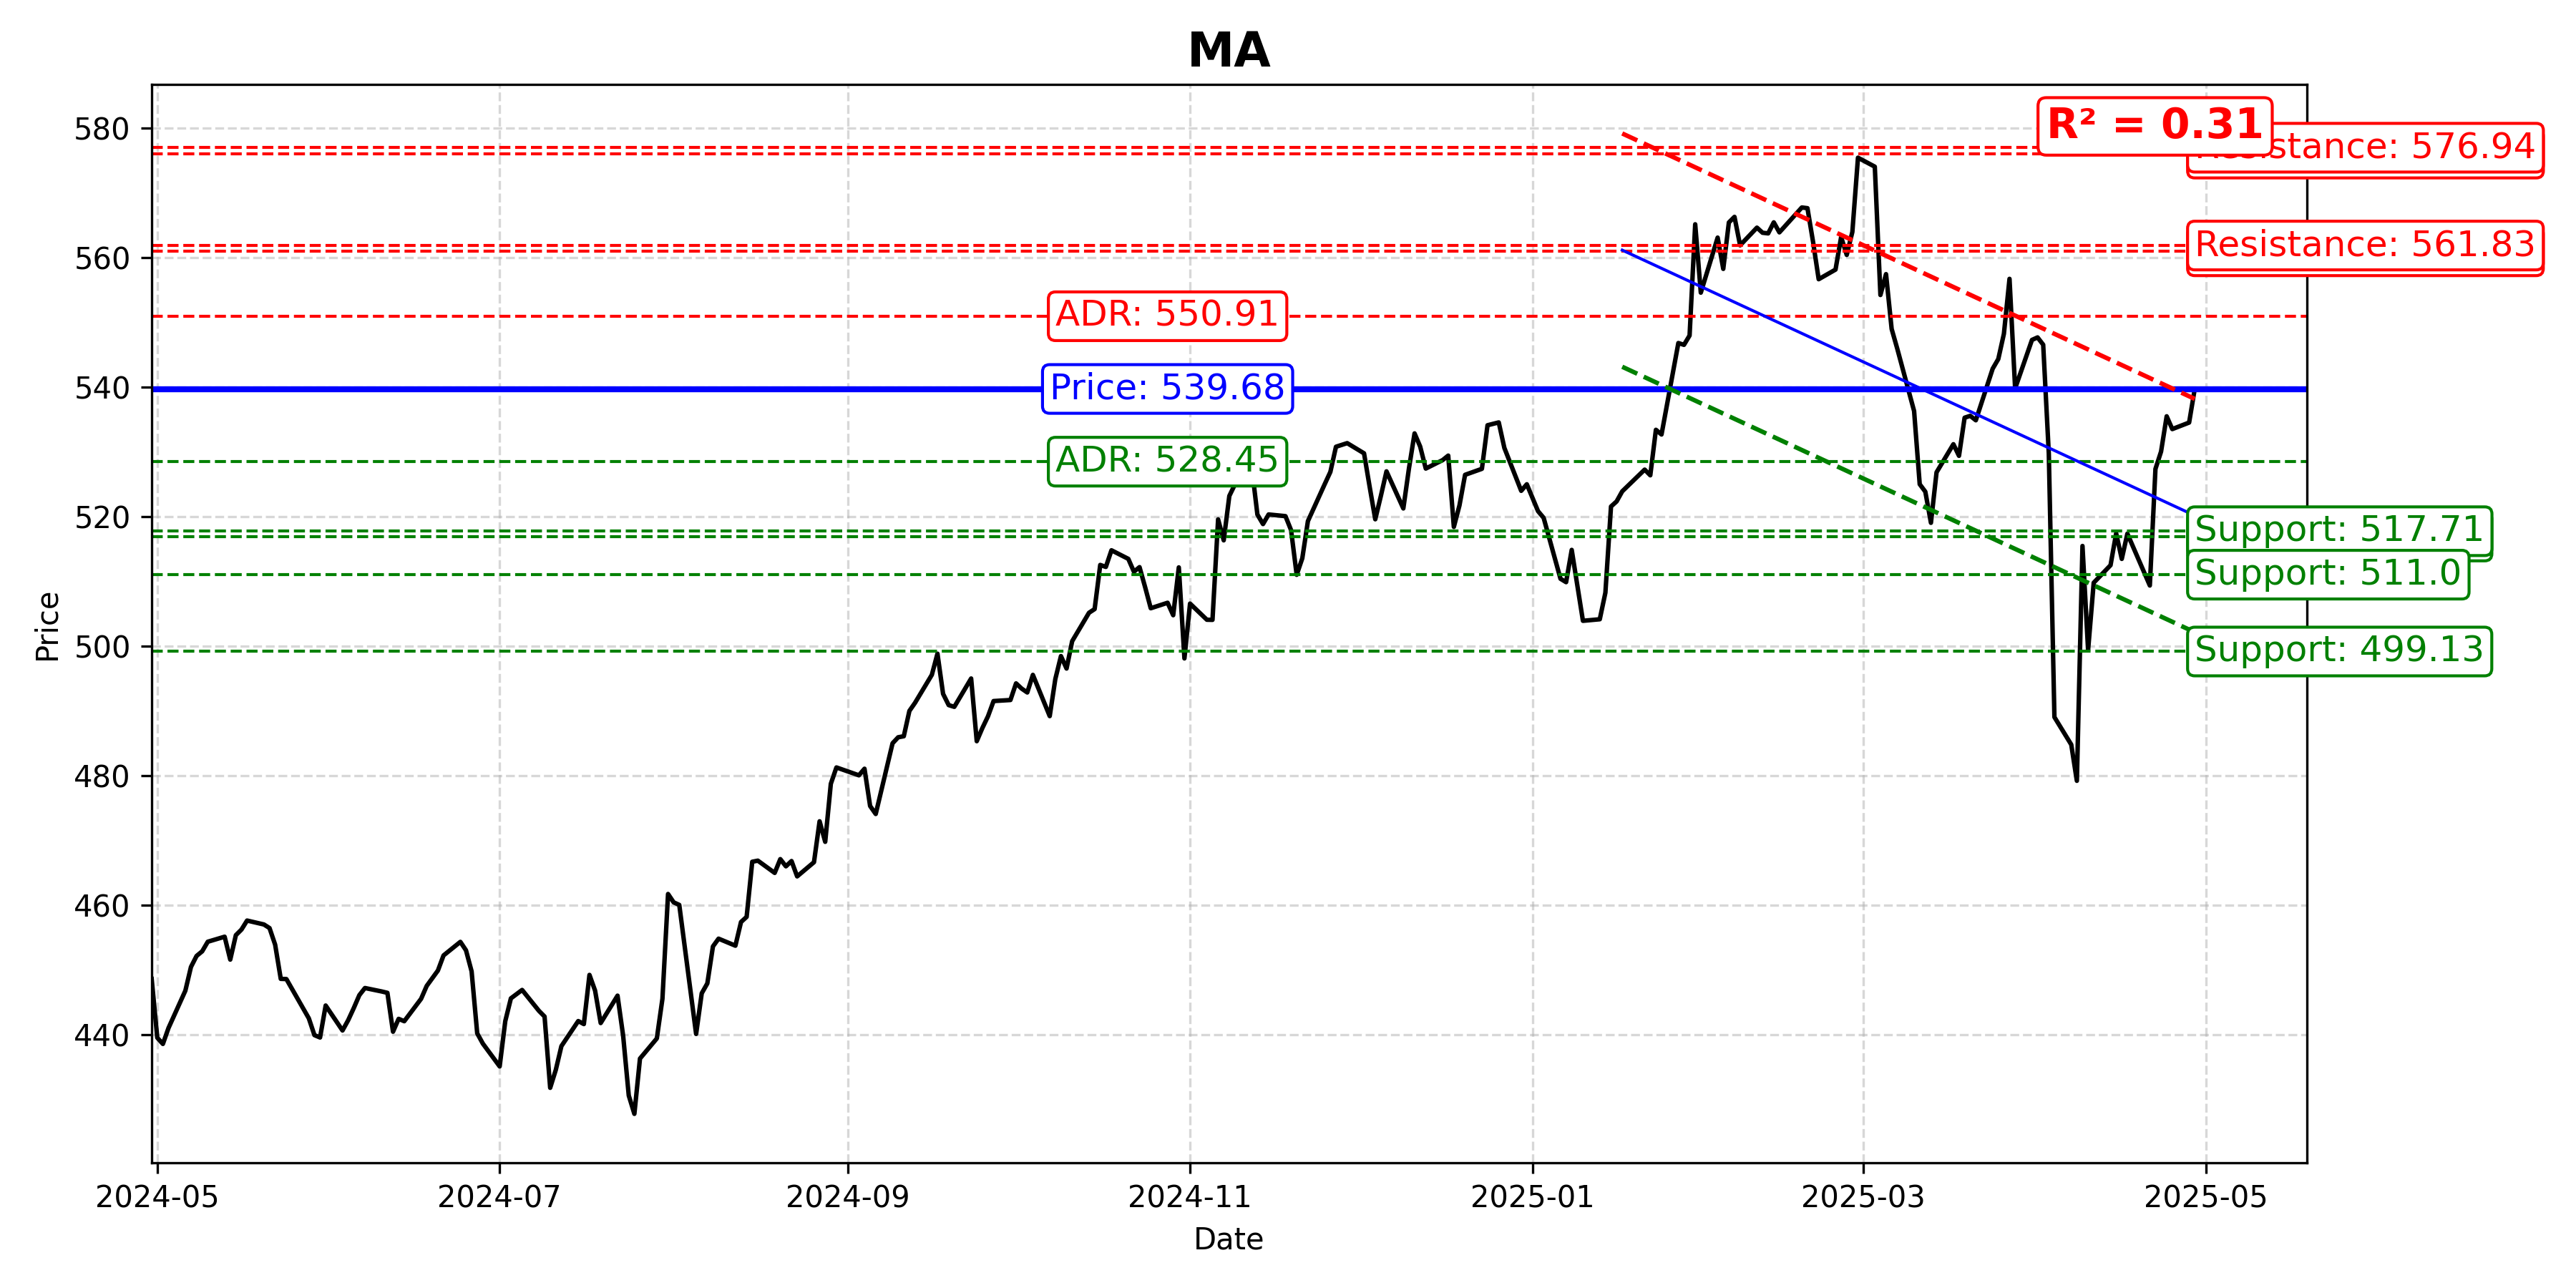 MA
R² = 0.31
Resistance: 576.94
Resistance: 561.83
ADR: 550.91
Price: 539.68
ADR: 528.45
Support: 517.71
Support: 511.0
Support: 499.13
580
560
540
520
500
480
460
440
Price
2024-05
2024-07
2024-09
2024-11
2025-01
2025-03
2025-05
Date